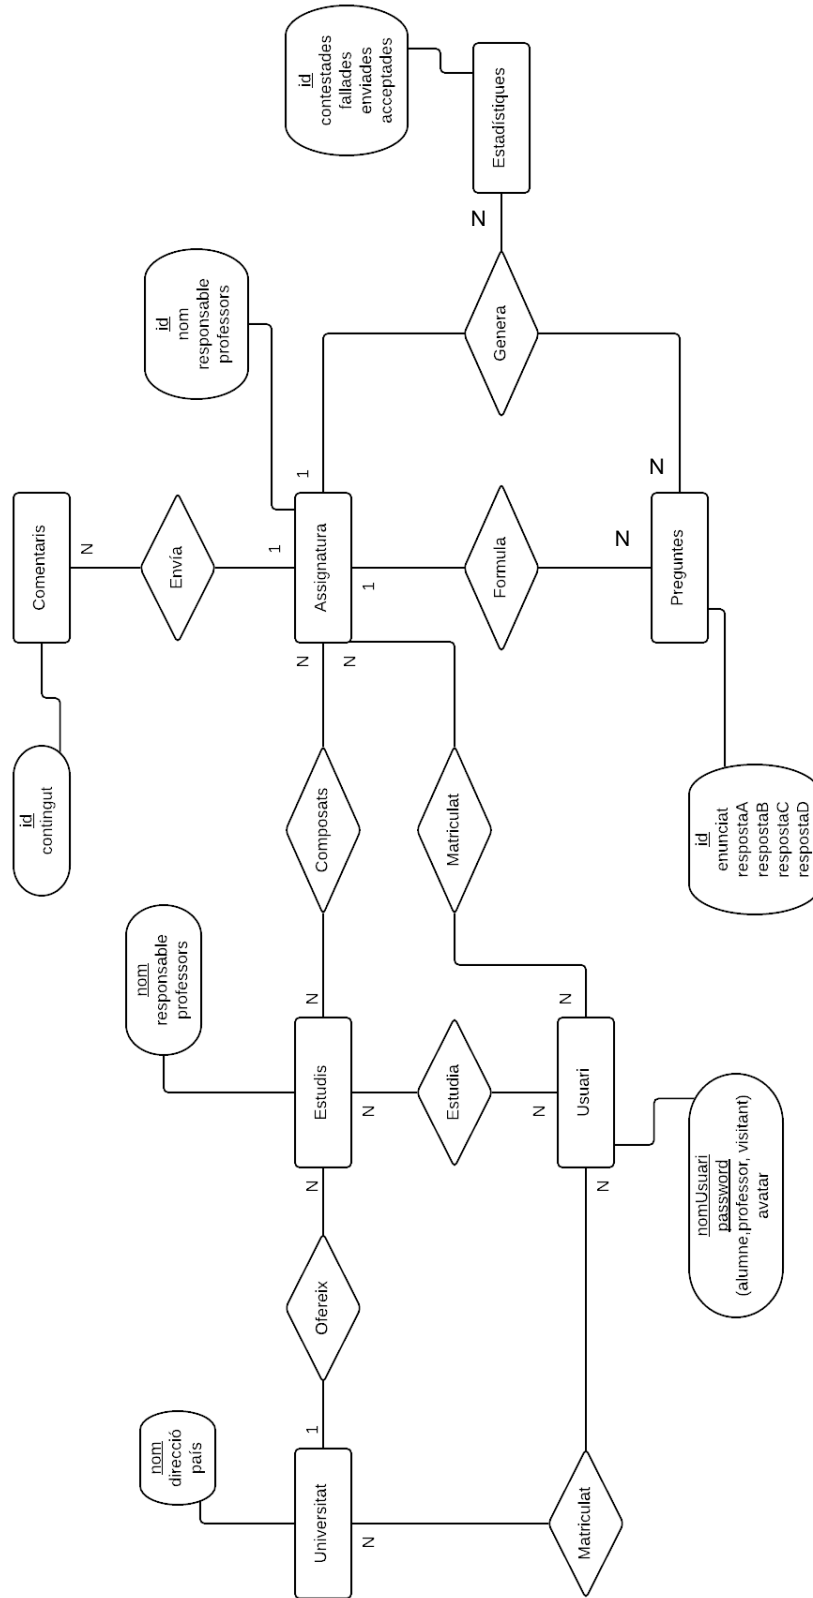 nom
direcció
país
Universitat
1
N
Ofereix
Matriculat
N
N
nomUsuari
password
(alumne,professor, visitant)
avatar
nom
responsable
professors
Estudis
N
N
Estudia
N
Usuari
N
id
contingut
Composats
Matriculat
id
enunciat
respostaA
respostaB
respostaC
respostaD
N
N
Comentaris
N
Envía
1
Assignatura
1
Formula
N
Preguntes
1
N
id
nom
responsable
professors
Genera
N
id
contestades
fallades
enviades
acceptades
Estadístiques